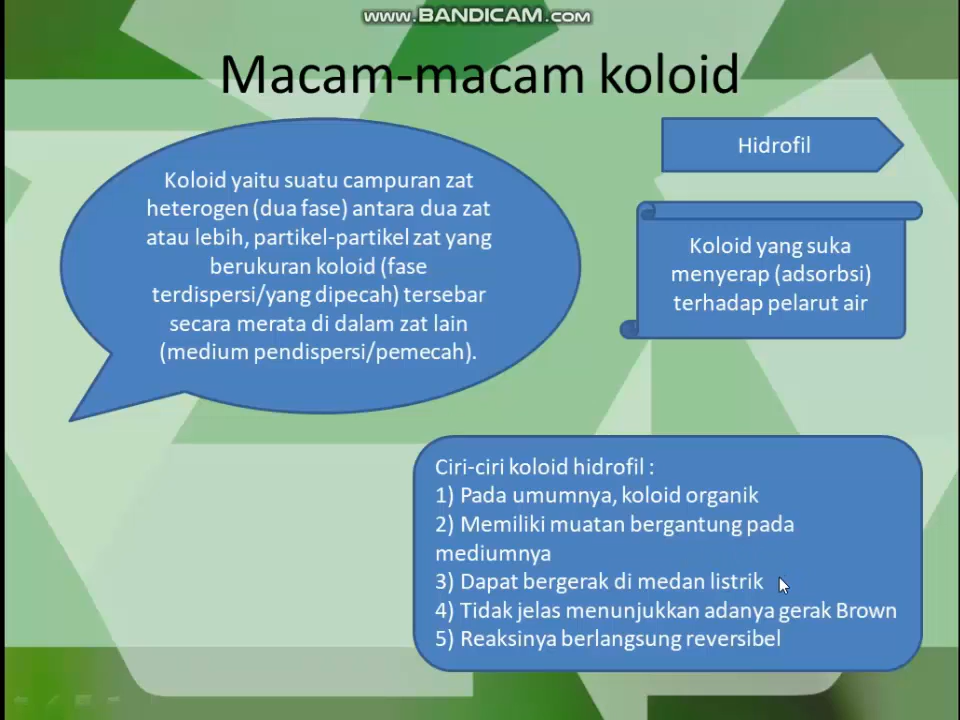 www.BANDICAM.com
Macam-macam koloid
Koloid yaitu suatu campuran zat
heterogen (dua fase) antara dua zat
atau lebih, partikel-partikel zat yang
berukuran koloid (fase
terdispersi/yang dipecah) tersebar
secara merata di dalam zat lain
(medium pendispersi/pemecah).
Hidrofil
Koloid yang suka
menyerap (adsorbsi)
terhadap pelarut air
Ciri-ciri koloid hidrofil :
1) Pada umumnya, koloid organik
2) Memiliki muatan bergantung pada
mediumnya
3) Dapat bergerak di medan listrik
4) Tidak jelas menunjukkan adanya gerak Brown
5) Reaksinya berlangsung reversibel